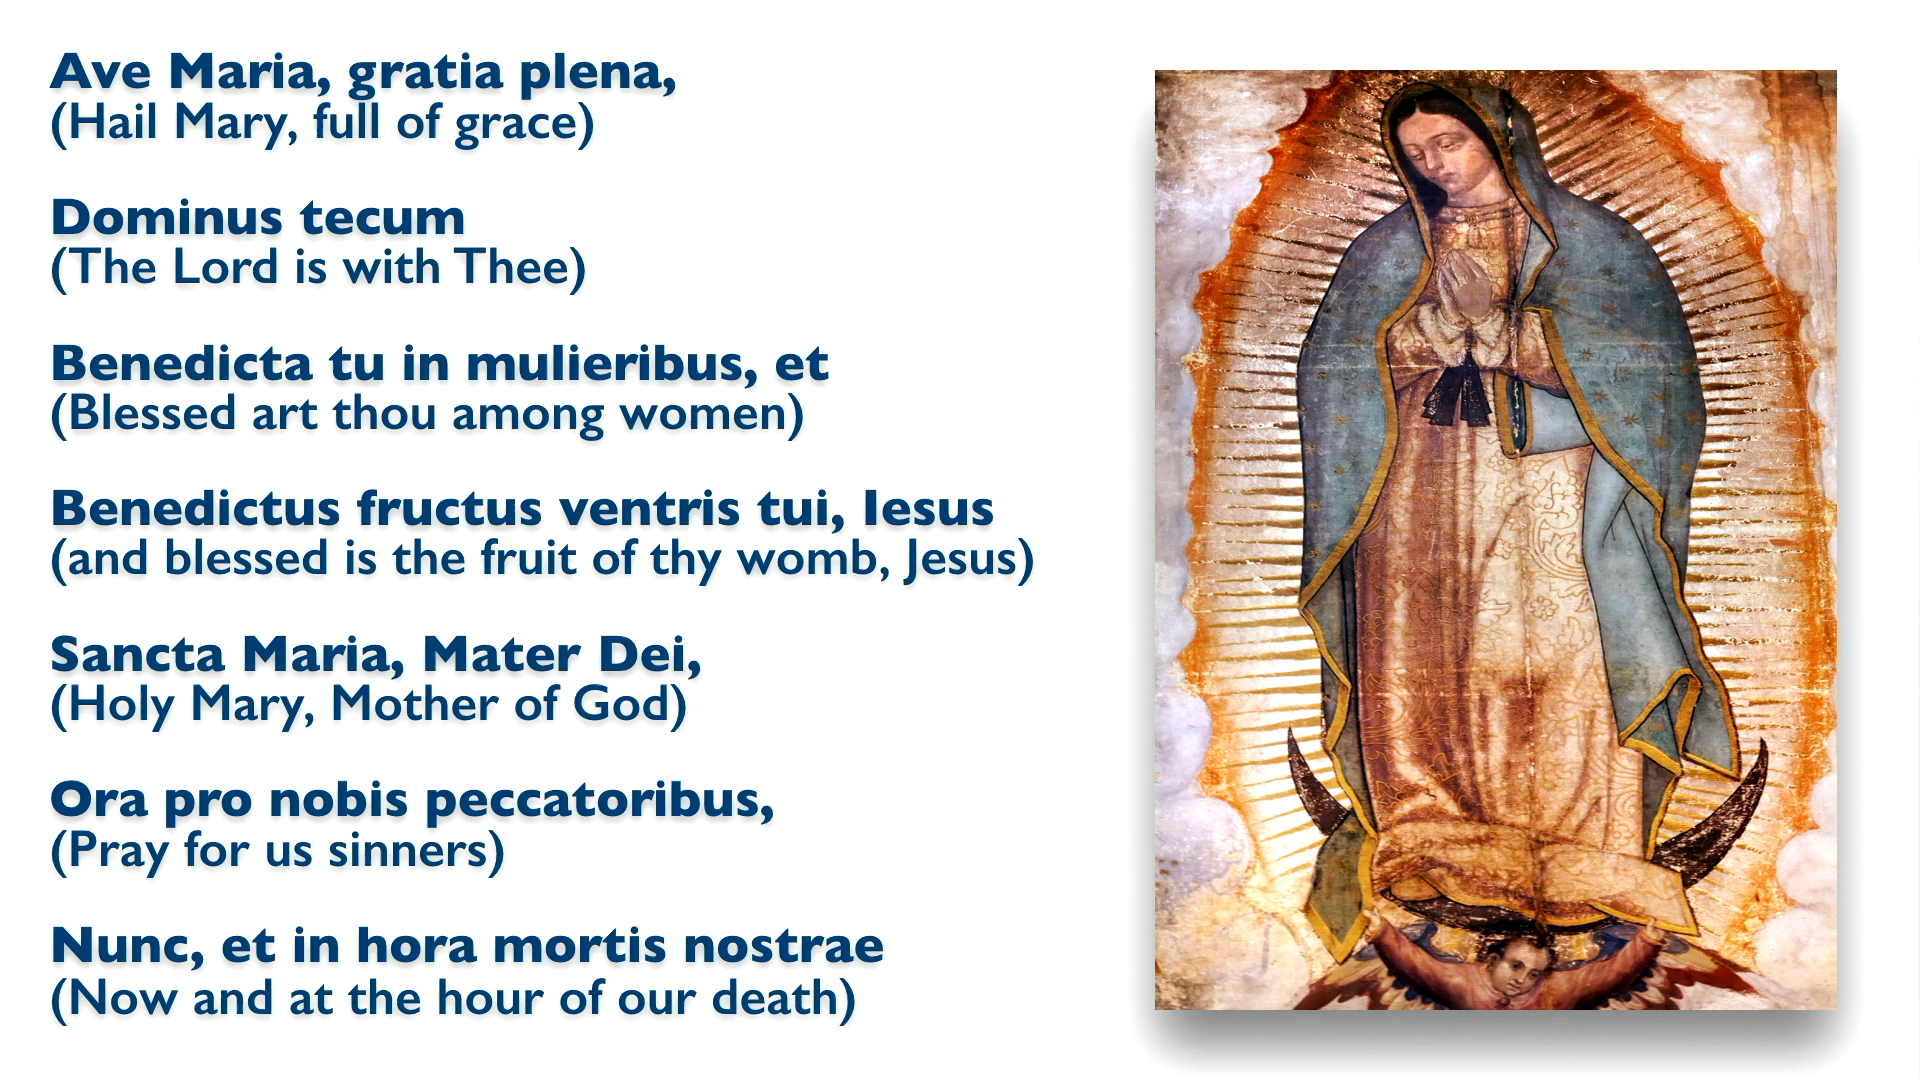 Ave Maria, gratia plena,
(Hail Mary, full of grace)
Dominus tecum
(The Lord is with Thee)
Benedicta tu in mulieribus, et
(Blessed art thou among women)
Benedictus fructus ventris tui, Iesus
(and blessed is the fruit of thy womb, Jesus)
Sancta Maria, Mater Dei,
(Holy Mary, Mother of God)
Ora pro nobis peccatoribus,
(Pray for us sinners)
Nunc, et in hora mortis nostrae
(Now and at the hour of our death)